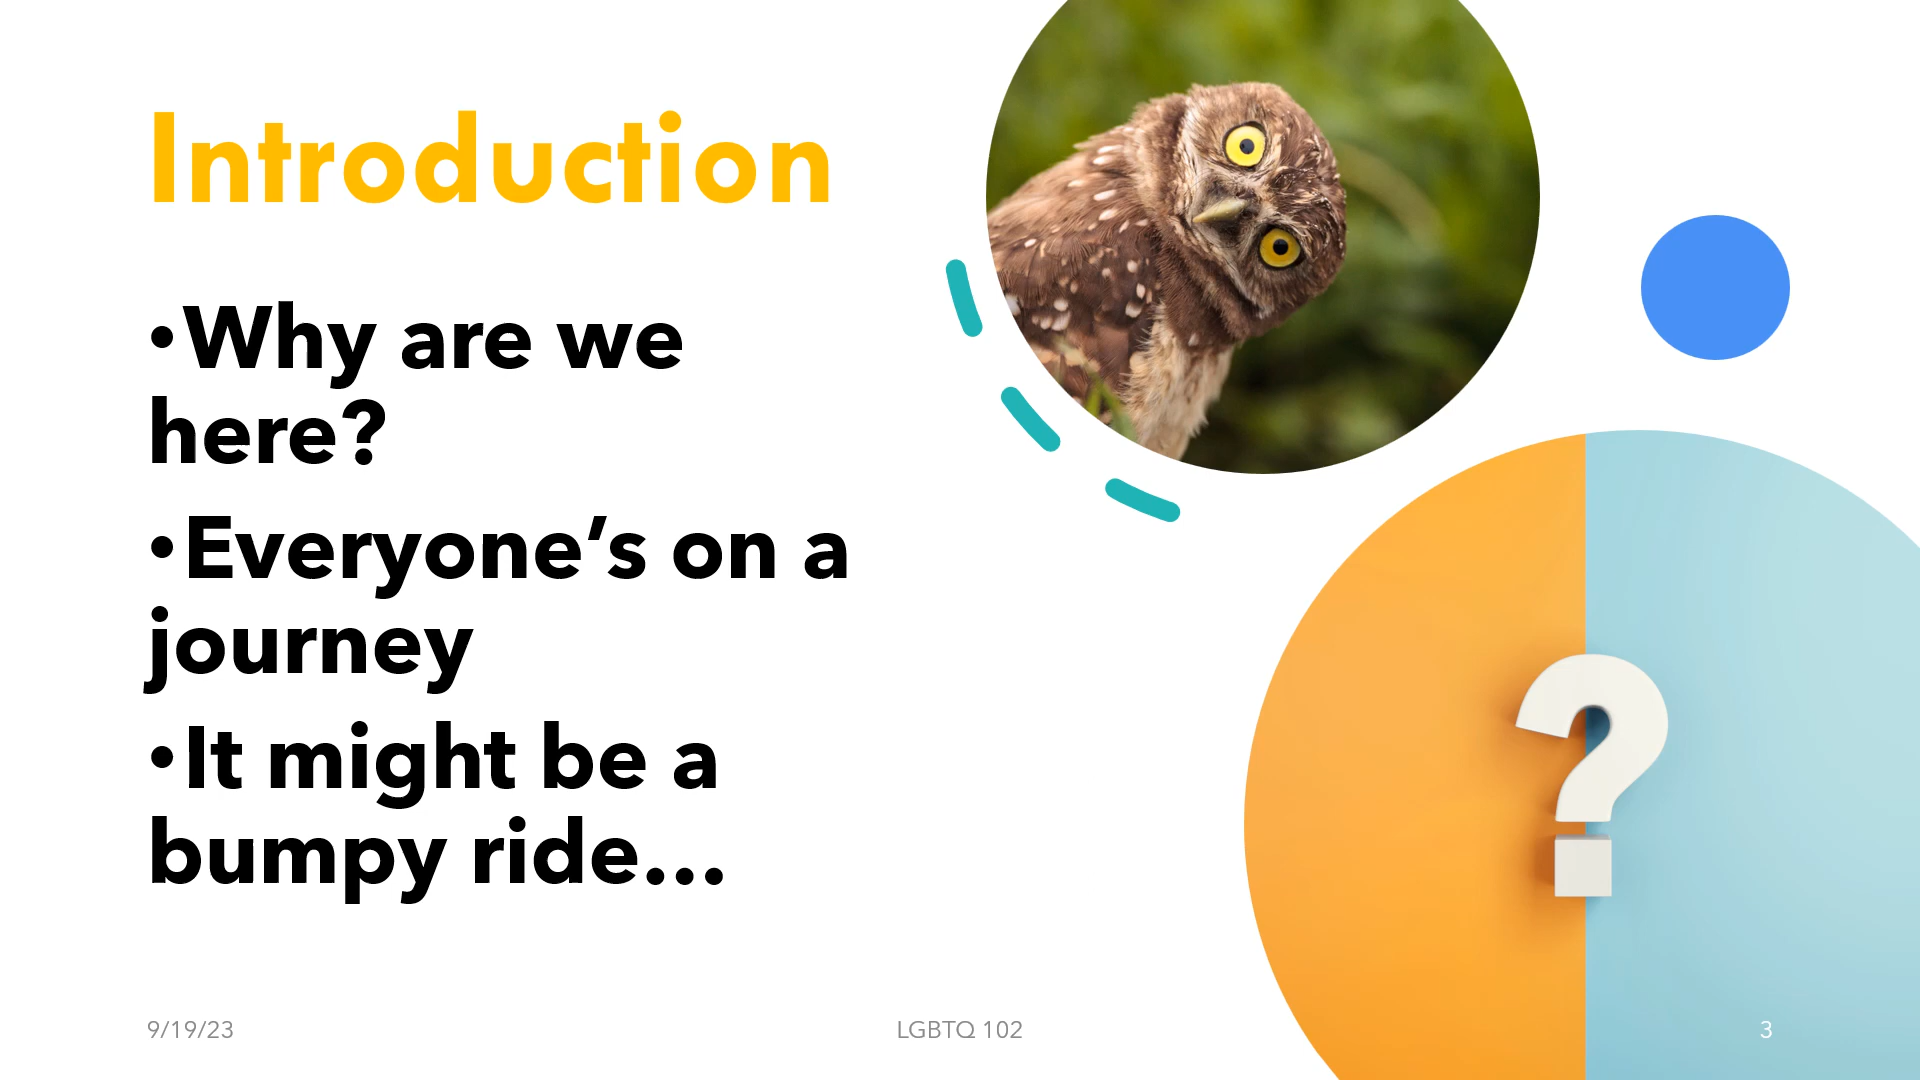 Introduction
•Why are we
here?
•Everyone’s on a
journey
•It might be a
bumpy ride…
?
9/19/23
LGBTQ 102
3